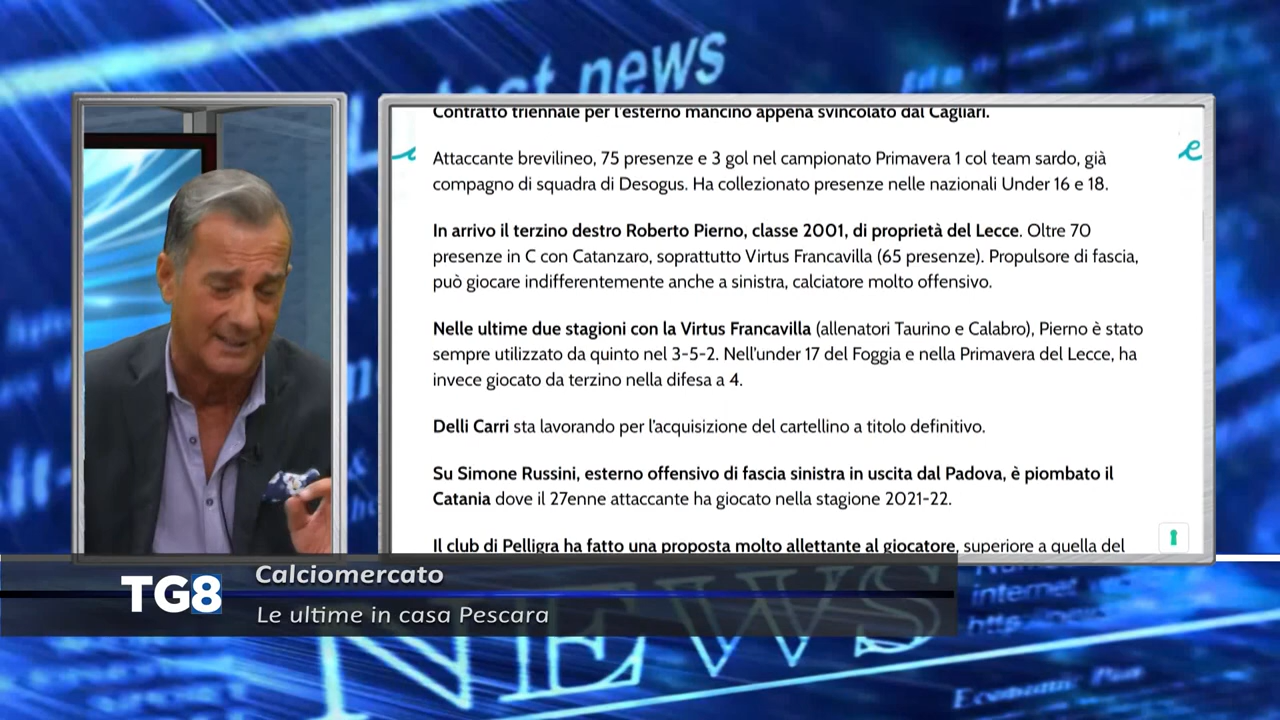 Latest news
Contratto triennale per l'esterno mancino appena svincolato dal Cagliari.
Attaccante brevilineo, 75 presenze e 3 gol nel campionato Primavera 1 col team sardo, già
compagno di squadra di Desogus. Ha collezionato presenze nelle nazionali Under 16 e 18.
In arrivo il terzino destro Roberto Pierno, classe 2001, di proprietà del Lecce. Oltre 70
presenze in C con Catanzaro, soprattutto Virtus Francavilla (65 presenze). Propulsore di fascia,
può giocare indifferentemente anche a sinistra, calciatore molto offensivo.
Nelle ultime due stagioni con la Virtus Francavilla (allenatori Taurino e Calabro), Pierno è stato
sempre utilizzato da quinto nel 3-5-2. Nell'under 17 del Foggia e nella Primavera del Lecce, ha
invece giocato da terzino nella difesa a 4.
Delli Carri sta lavorando per l'acquisizione del cartellino a titolo definitivo.
Su Simone Russini, esterno offensivo di fascia sinistra in uscita dal Padova, è piombato il
Catania dove il 27enne attaccante ha giocato nella stagione 2021-22.
Il club di Pelligra ha fatto una proposta molto allettante al giocatore, superiore a quella del
TG8
Calciomercato
Le ultime in casa Pescara
internet
http
NEWS